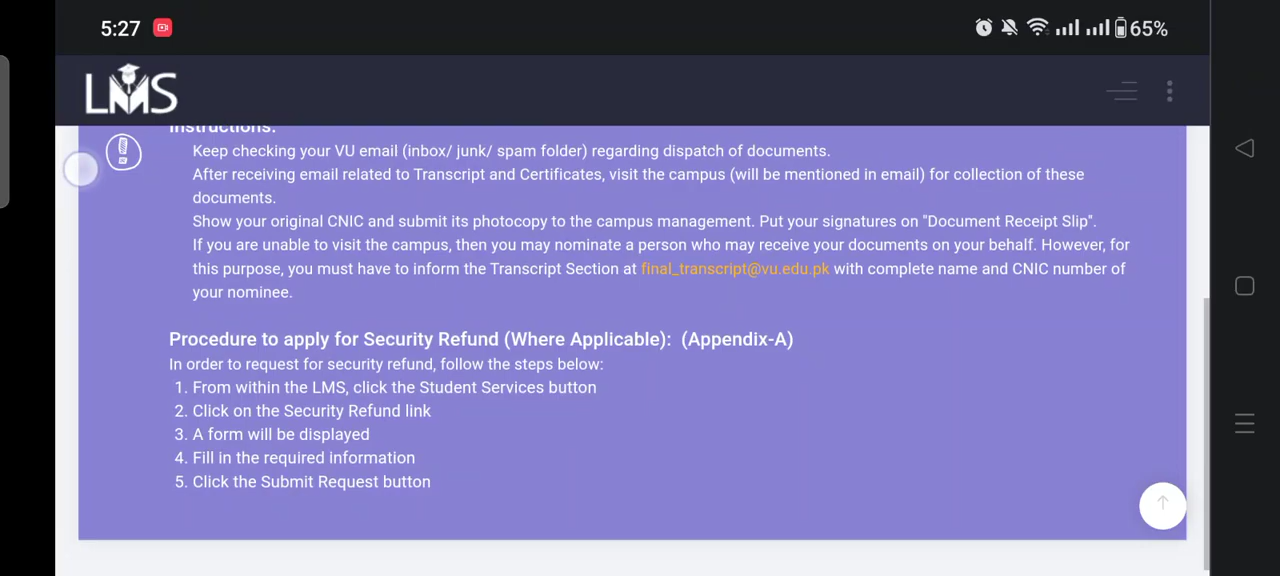 5:27
65%
LMS
Instructions:
Keep checking your VU email (inbox/ junk/ spam folder) regarding dispatch of documents.
After receiving email related to Transcript and Certificates, visit the campus (will be mentioned in email) for collection of these
documents.
Show your original CNIC and submit its photocopy to the campus management. Put your signatures on "Document Receipt Slip".
If you are unable to visit the campus, then you may nominate a person who may receive your documents on your behalf. However, for
this purpose, you must have to inform the Transcript Section at final_transcript@vu.edu.pk with complete name and CNIC number of
your nominee.
Procedure to apply for Security Refund (Where Applicable): (Appendix-A)
In order to request for security refund, follow the steps below:
1. From within the LMS, click the Student Services button
2. Click on the Security Refund link
3. A form will be displayed
4. Fill in the required information
5. Click the Submit Request button